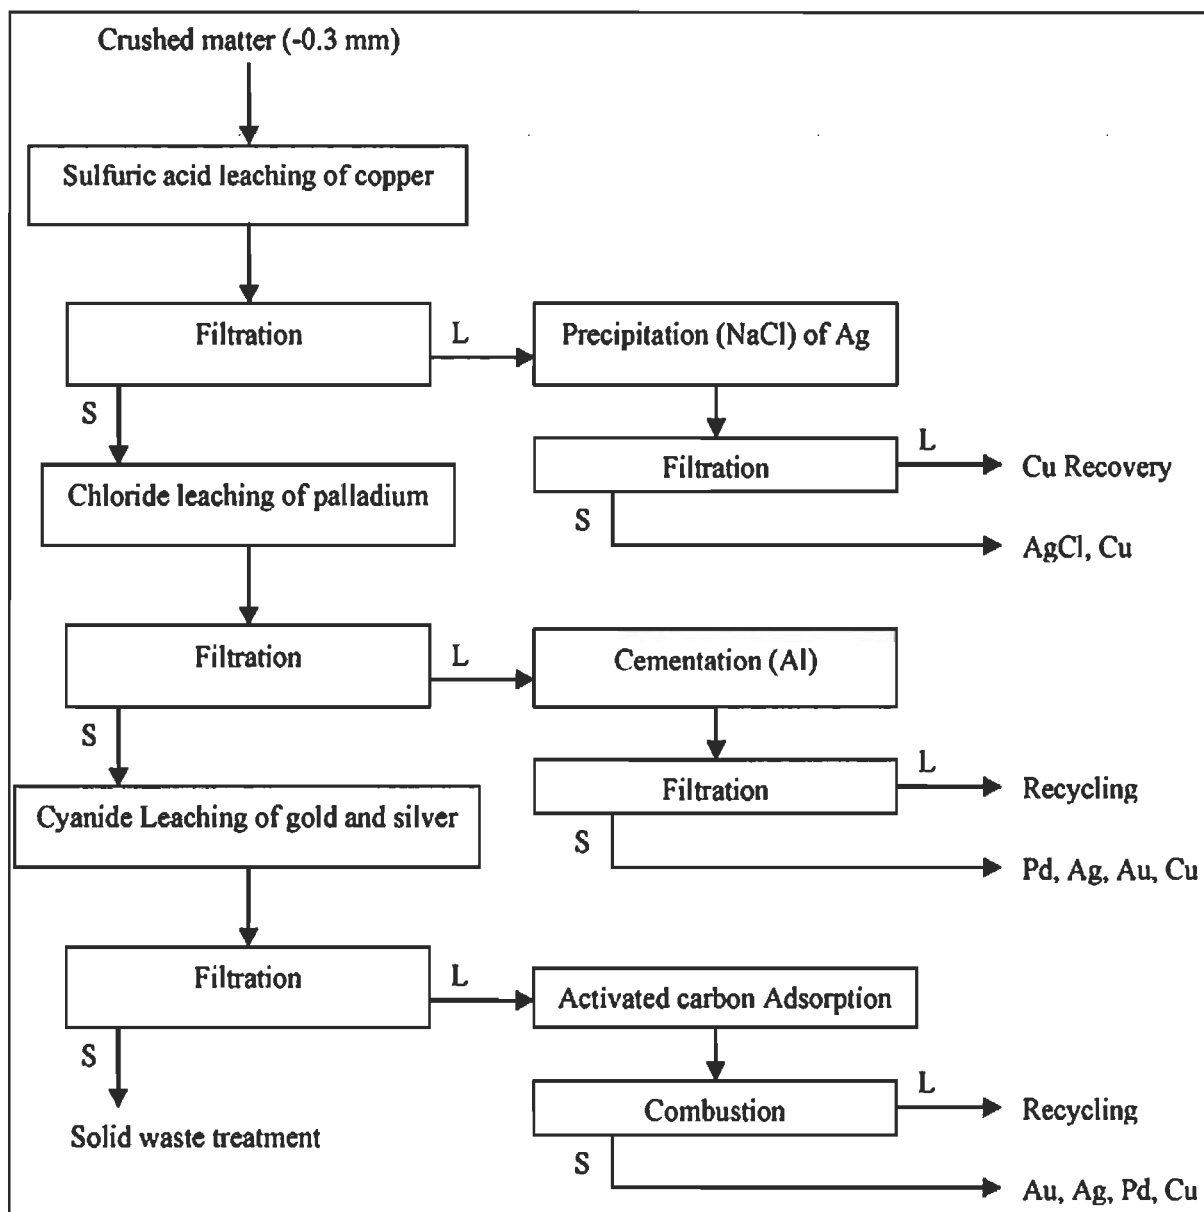 Crushed matter (-0.3 mm)
Sulfuric acid leaching of copper
Filtration
L
Precipitation (NaCl) of Ag
S
Filtration
L
Cu Recovery
Chloride leaching of palladium
S
AgCl, Cu
Filtration
L
Cementation (Al)
S
Filtration
L
Recycling
Cyanide Leaching of gold and silver
S
Pd, Ag, Au, Cu
Filtration
L
Activated carbon Adsorption
S
Combustion
L
Recycling
Solid waste treatment
S
Au, Ag, Pd, Cu